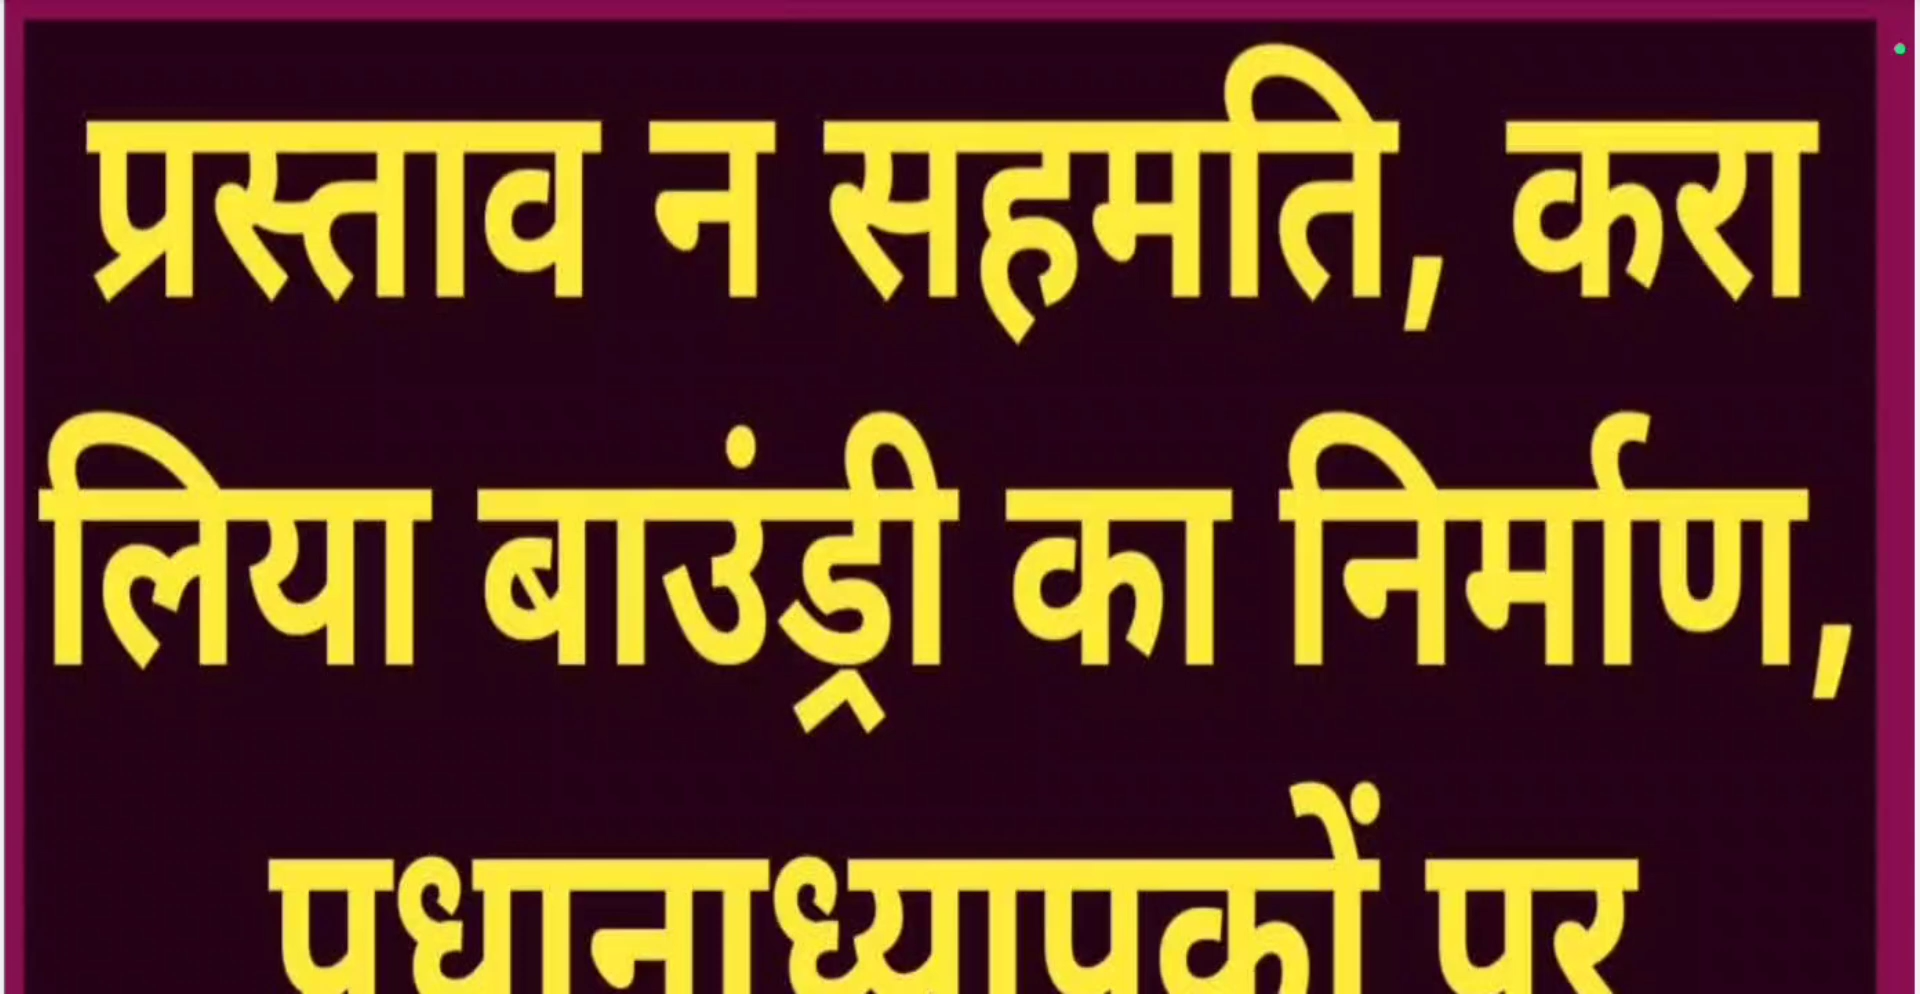 प्रस्ताव न सहमति, करा
लिया बाउंड्री का निर्माण,
प्रधानाध्यापकों पर